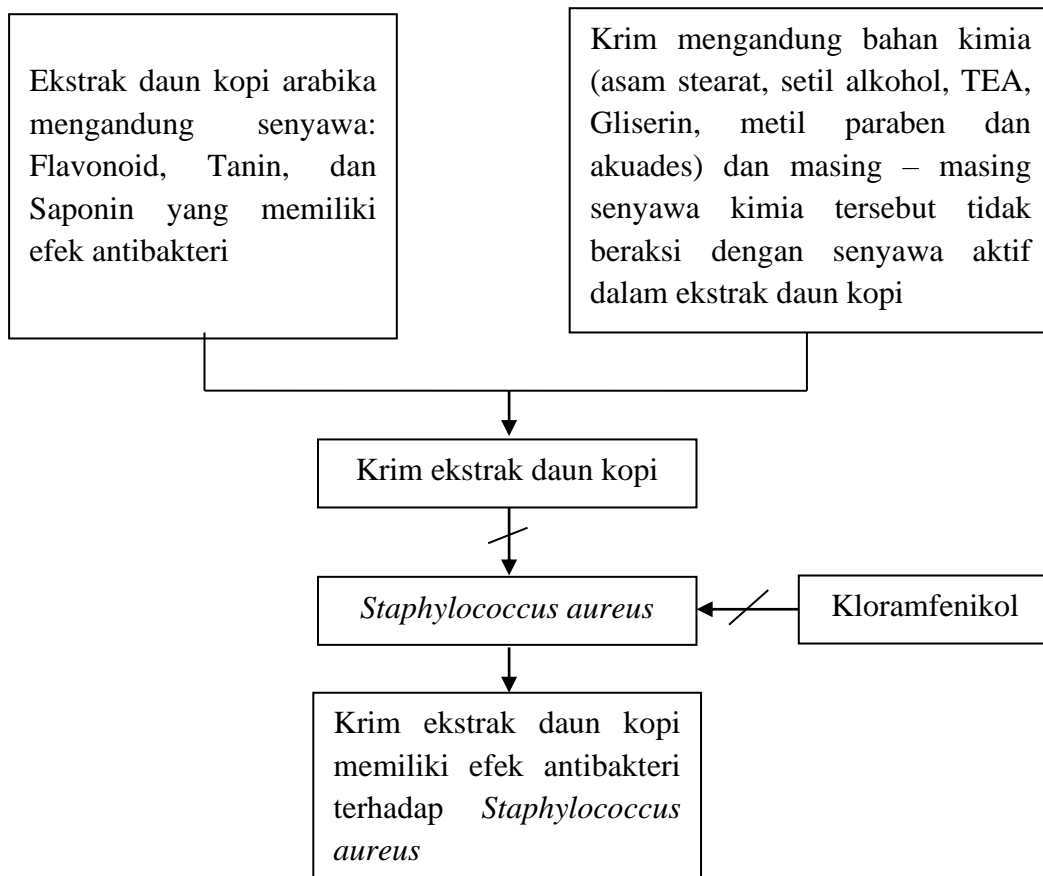 Ekstrak daun kopi arabika
mengandung senyawa:
Flavonoid, Tanin, dan
Saponin yang memiliki
efek antibakteri
Krim mengandung bahan kimia
(asam stearat, setil alkohol, TEA,
Gliserin, metil paraben dan
akuades) dan masing – masing
senyawa kimia tersebut tidak
beraksi dengan senyawa aktif
dalam ekstrak daun kopi
Krim ekstrak daun kopi
Staphylococcus aureus
Kloramfenikol
Krim ekstrak daun kopi
memiliki efek antibakteri
terhadap Staphylococcus
aureus